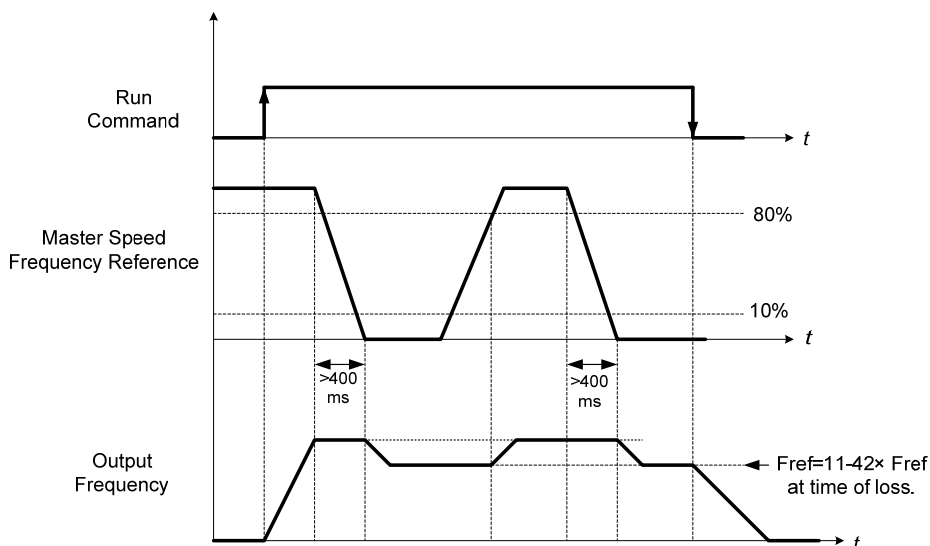 Run
Command
t
80%
Master Speed
Frequency Reference
10%
t
>400
ms
>400
ms
Output
Frequency
Fref=11-42× Fref
at time of loss.
t